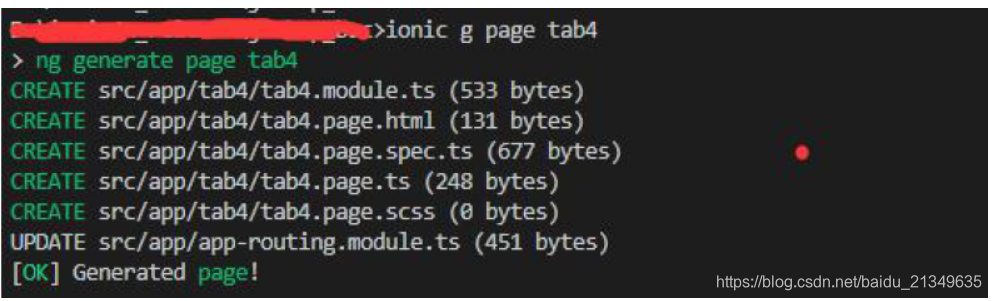 >ionic g page tab4
> ng generate page tab4
CREATE src/app/tab4/tab4.module.ts (533 bytes)
CREATE src/app/tab4/tab4.page.html (131 bytes)
CREATE src/app/tab4/tab4.page.spec.ts (677 bytes)
CREATE src/app/tab4/tab4.page.ts (248 bytes)
CREATE src/app/tab4/tab4.page.scss (0 bytes)
UPDATE src/app/app-routing.module.ts (451 bytes)
[OK] Generated page!
https://blog.csdn.net/baidu_21349635